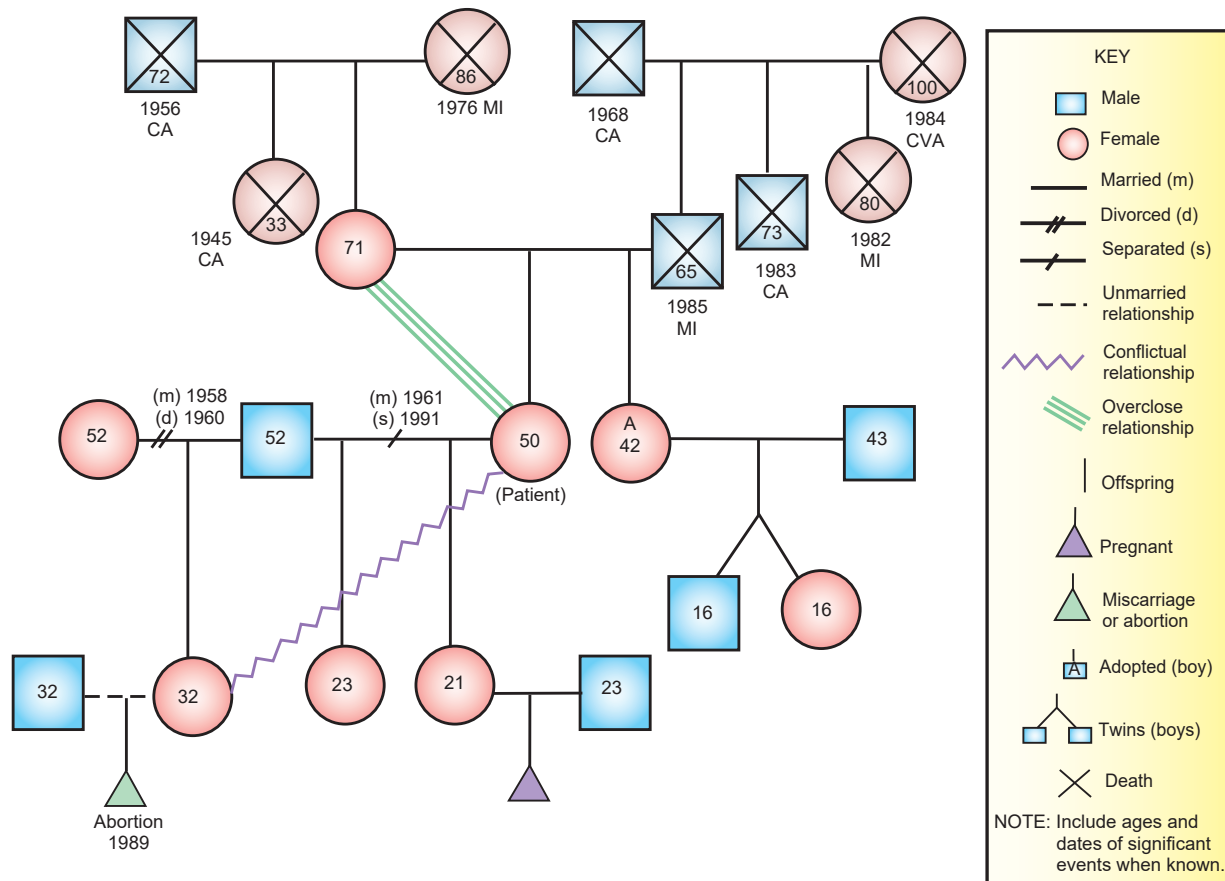 72
1956
CA
86
1976 MI
1968
CA
100
1984
CVA
33
1945
CA
71
65
1985
MI
73
1983
CA
80
1982
MI
52
(m) 1958
(d) 1960
52
(m) 1961
(s) 1991
50
(Patient)
A
42
43
16
16
32
32
23
21
23
Abortion
1989
KEY
Male
Female
Married (m)
Divorced (d)
Separated (s)
Unmarried
relationship
Conflictual
relationship
Overclose
relationship
Offspring
Pregnant
Miscarriage
or abortion
A
Adopted (boy)
Twins (boys)
Death
NOTE: Include ages and
dates of significant
events when known.